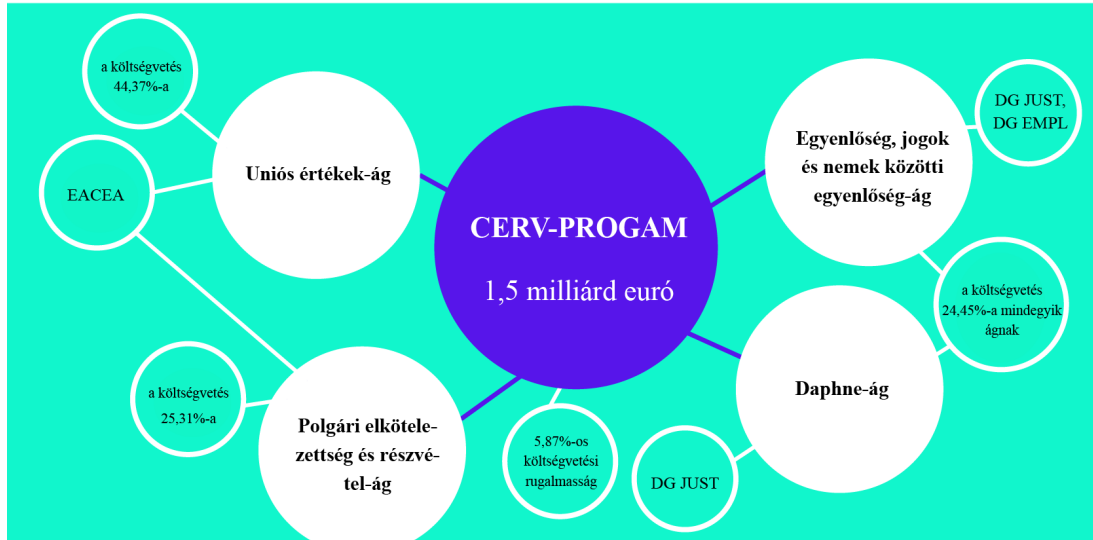 a költségvetés
44,37%-a
EACEA
Uniós értékek-ág
CERV-PROGAM
1,5 milliárd euró
Egyenlőség, jogok
és nemek közötti
egyenlőség-ág
DG JUST,
DG EMPL
a költségvetés
24,45%-a mindegyik
ágnak
Daphne-ág
DG JUST
5,87%-os
költségvetési
rugalmasság
a költségvetés
25,31%-a
Polgári elkötele-
zettség és részvé-
tel-ág